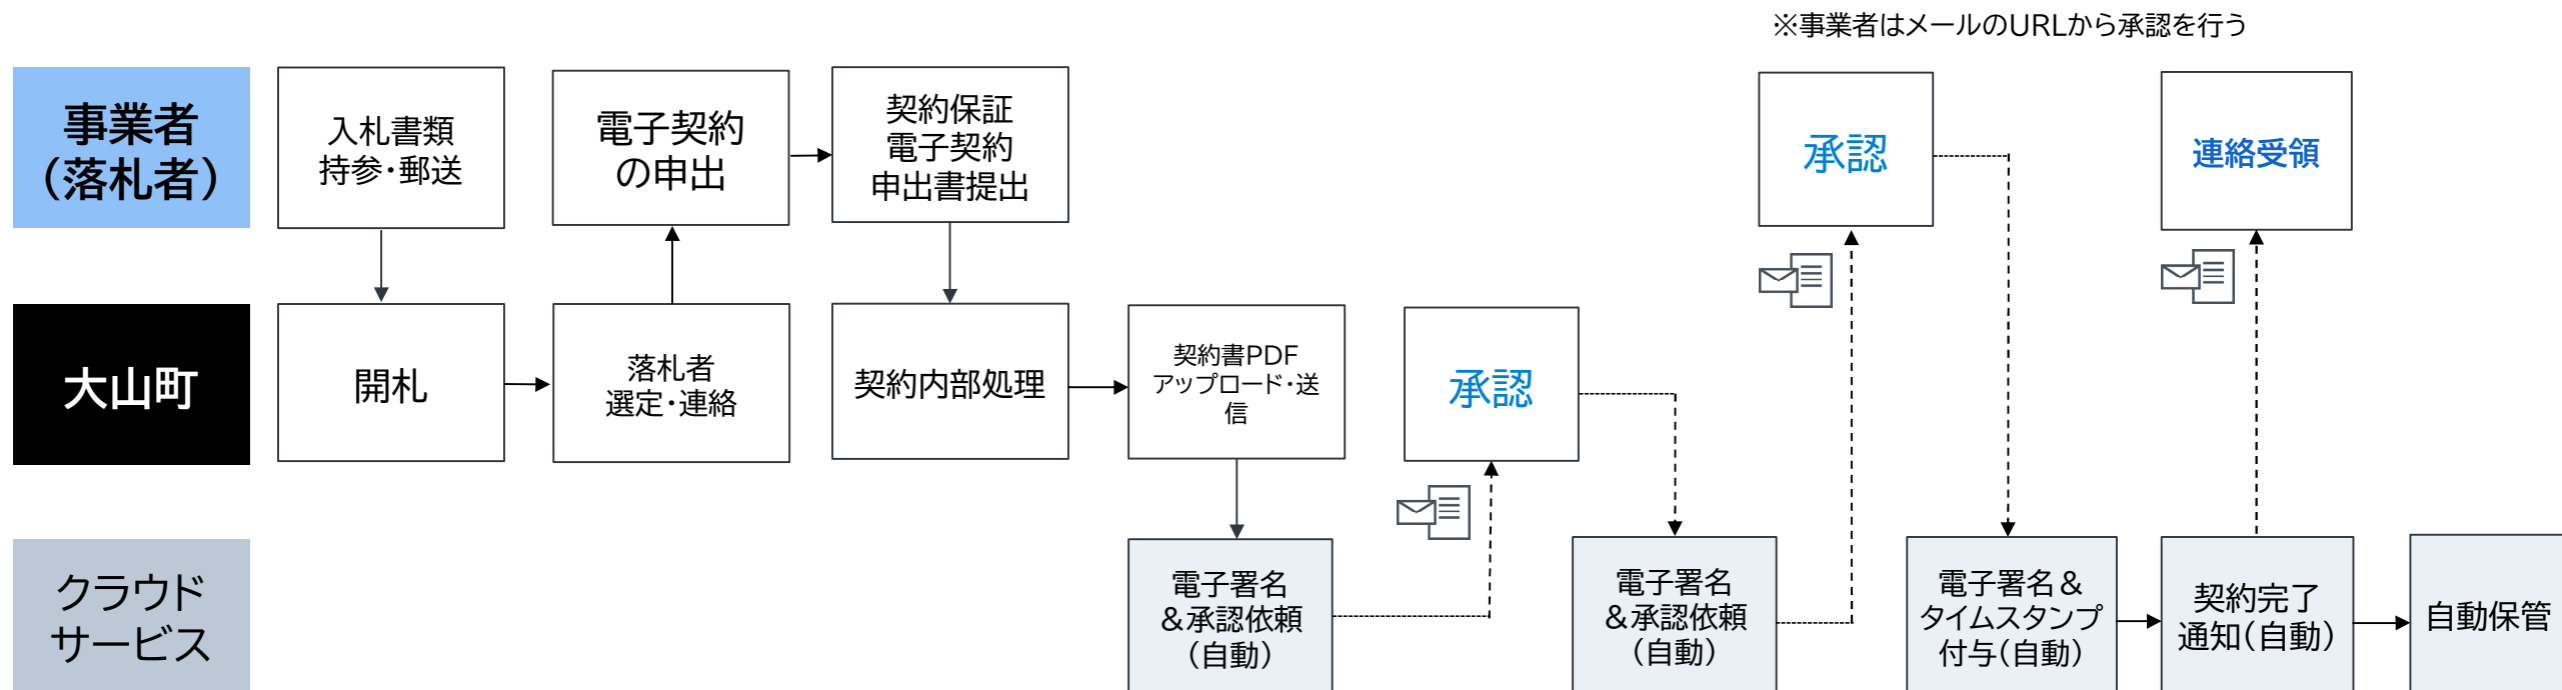 ※事業者はメールのURLから承認を行う
事業者
（落札者）
入札書類
持参・郵送
電子契約
の申出
契約保証
電子契約
申出書提出
承認
連絡受領
大山町
開札
落札者
選定・連絡
契約内部処理
契約書PDF
アップロード・送
信
承認
クラウド
サービス
電子署名
＆承認依頼
（自動）
電子署名
＆承認依頼
（自動）
電子署名＆
タイムスタンプ
付与（自動）
契約完了
通知（自動）
自動保管